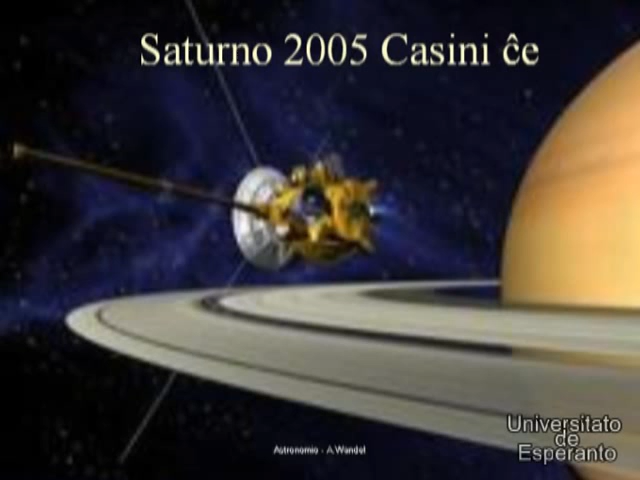 Saturno 2005 Casini ĉe
Astronomio - A.Wandel
Universitato
de
Esperanto